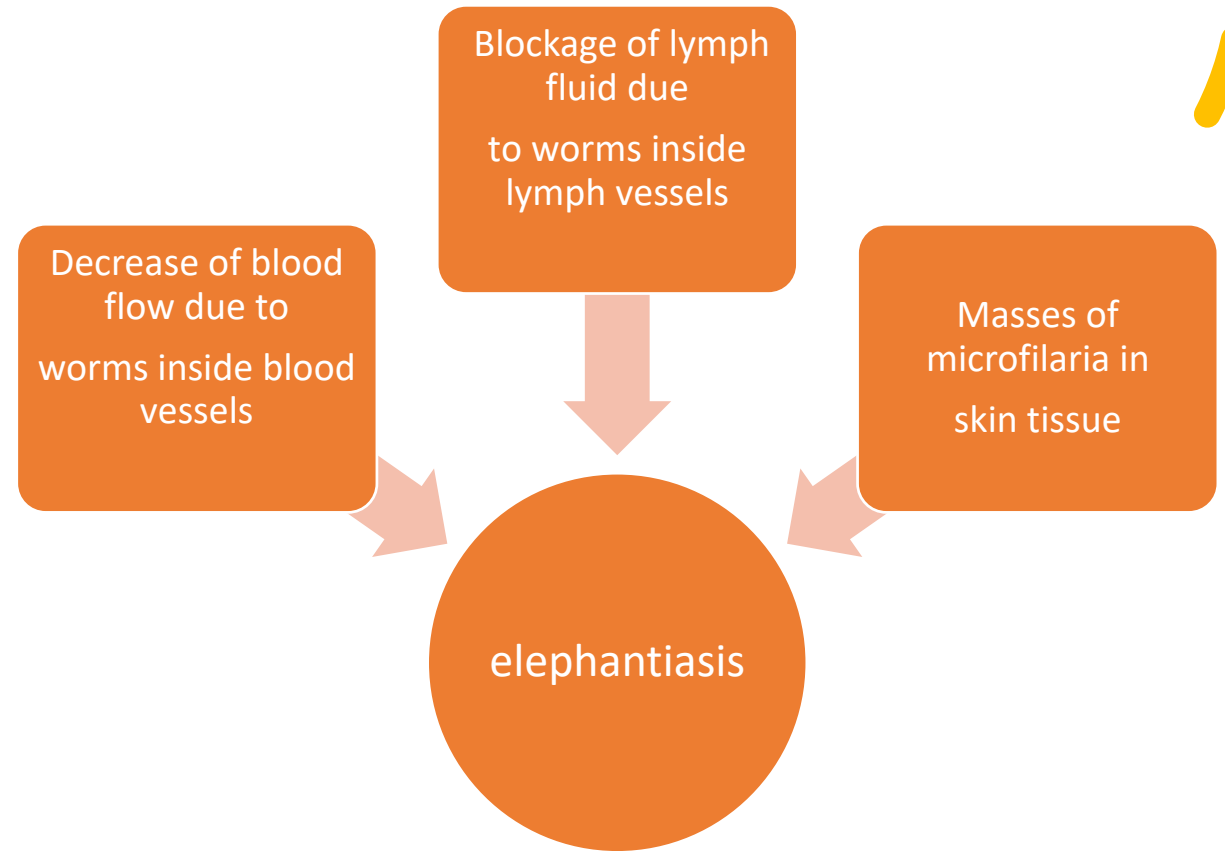 Blockage of lymph
fluid due
to worms inside
lymph vessels
Decrease of blood
flow due to
worms inside blood
vessels
Masses of
microfilaria in
skin tissue
elephantiasis